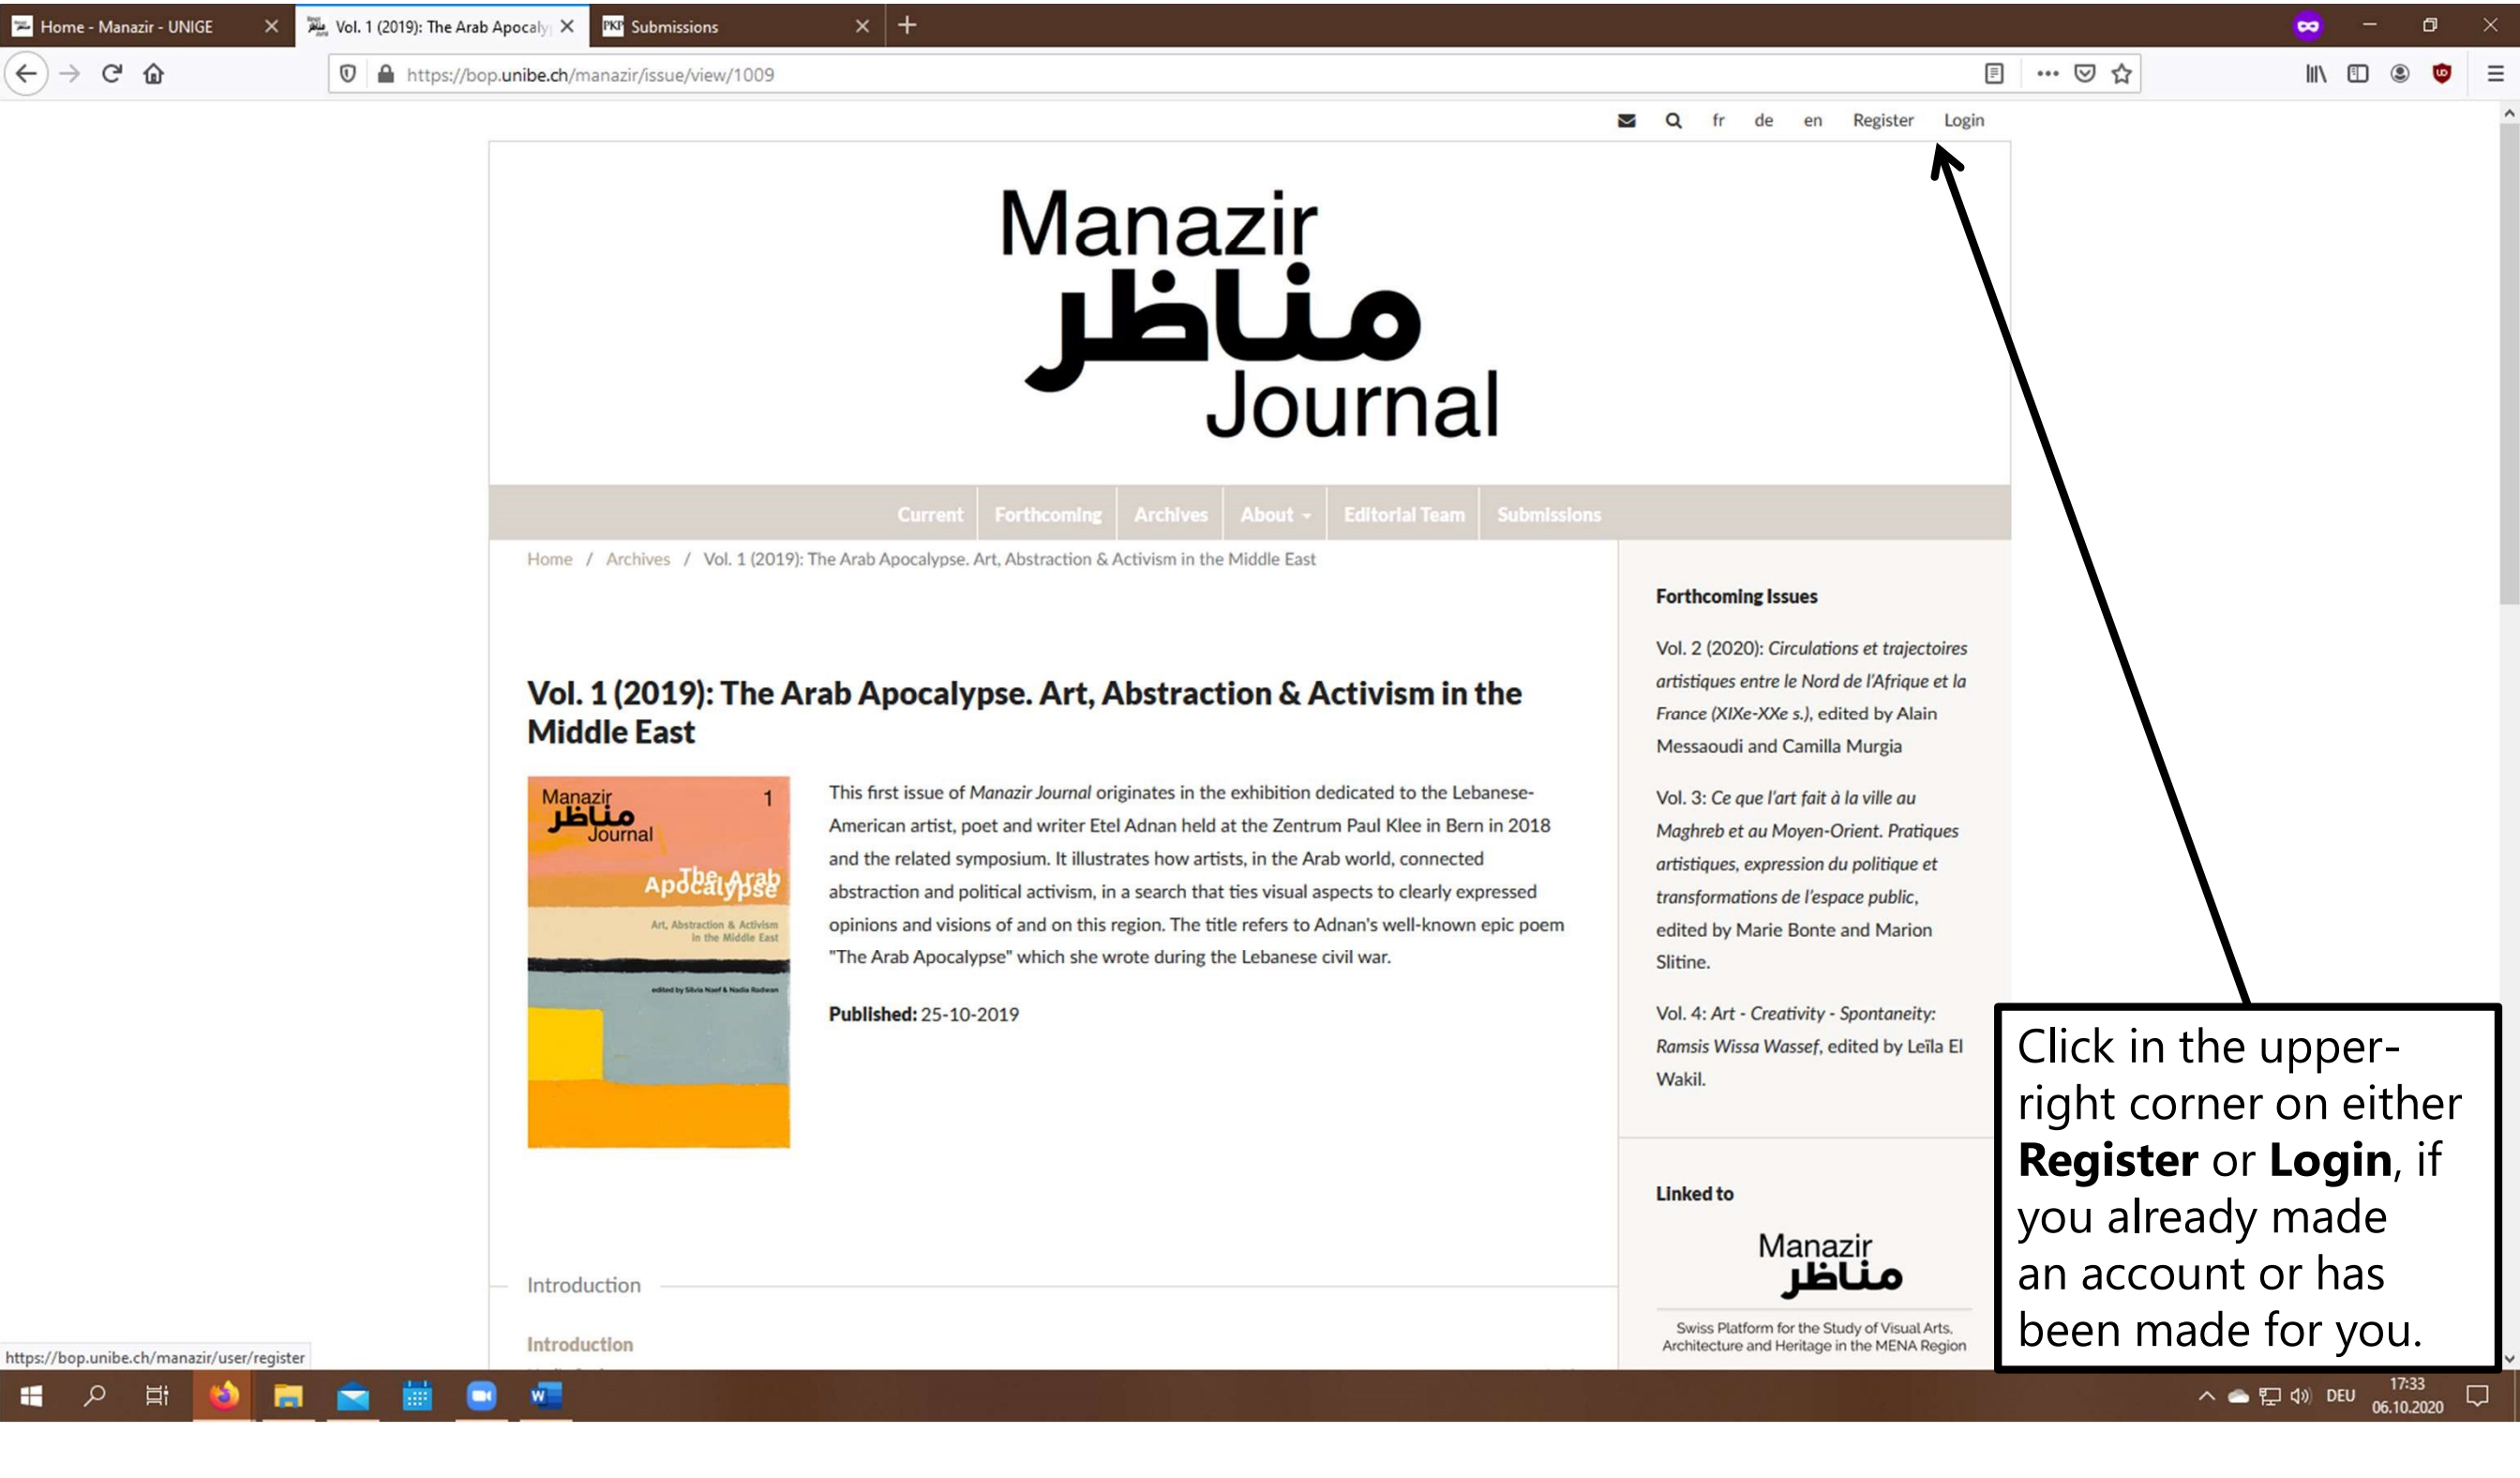 Home - Manazir - UNIGE
Vol. 1 (2019): The Arab Apocaly
PKP Submissions
https://bop.unibe.ch/manazir/issue/view/1009
fr de en Register Login
Manazir
مناظر
Journal
Current Forthcoming Archives About Editorial Team Submissions
Home / Archives / Vol. 1 (2019): The Arab Apocalypse. Art, Abstraction & Activism in the Middle East
Vol. 1 (2019): The Arab Apocalypse. Art, Abstraction & Activism in the
Middle East
Manazir 1
مناظر
Journal
The Arab
Apocalypse
Art, Abstraction & Activism
in the Middle East
edited by Silvia Naef & Nadia Radwan
This first issue of Manazir Journal originates in the exhibition dedicated to the Lebanese-
American artist, poet and writer Etel Adnan held at the Zentrum Paul Klee in Bern in 2018
and the related symposium. It illustrates how artists, in the Arab world, connected
abstraction and political activism, in a search that ties visual aspects to clearly expressed
opinions and visions of and on this region. The title refers to Adnan's well-known epic poem
"The Arab Apocalypse" which she wrote during the Lebanese civil war.
Published: 25-10-2019
Introduction
Introduction
Forthcoming Issues
Vol. 2 (2020): Circulations et trajectoires
artistiques entre le Nord de l'Afrique et la
France (XIXe-XXe s.), edited by Alain
Messaoudi and Camilla Murgia
Vol. 3: Ce que l'art fait à la ville au
Maghreb et au Moyen-Orient. Pratiques
artistiques, expression du politique et
transformations de l'espace public,
edited by Marie Bonte and Marion
Slitine.
Vol. 4: Art - Creativity - Spontaneity:
Ramsis Wissa Wassef, edited by Leïla El
Wakil.
Linked to
Manazir
مناظر
Swiss Platform for the Study of Visual Arts,
Architecture and Heritage in the MENA Region
Click in the upper-
right corner on either
Register or Login, if
you already made
an account or has
been made for you.
https://bop.unibe.ch/manazir/user/register
DEU
17:33
06.10.2020